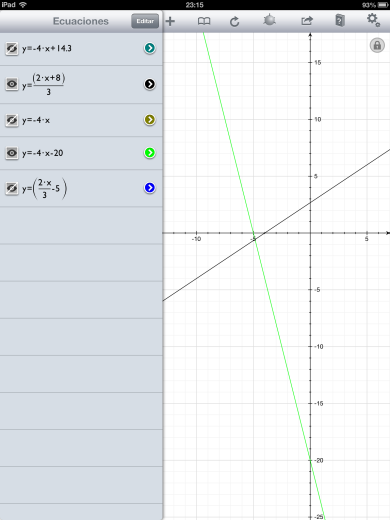 iPad 23:15 93%
Ecuaciones Editar
y=-4·x+14.3
y=(2·x+8)/3
y=-4·x
y=-4·x-20
y=(2·x/3-5)
15
5
-10 -5 5
-5
-10
-15
-20
-25